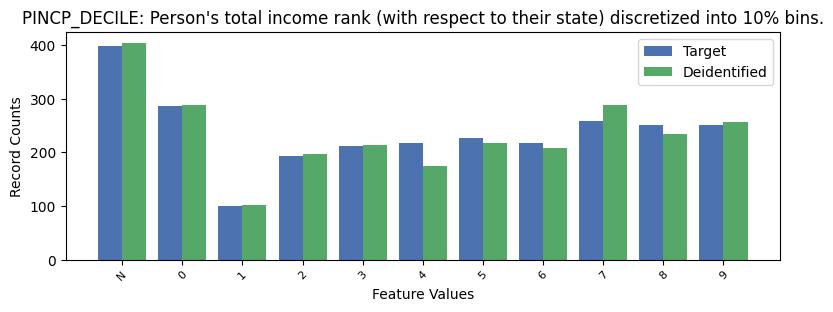 PINCP_DECILE: Person's total income rank (with respect to their state) discretized into 10% bins.
Target
Deidentified
Record Counts
400
300
200
100
0
N 0 1 2 3 4 5 6 7 8 9
Feature Values